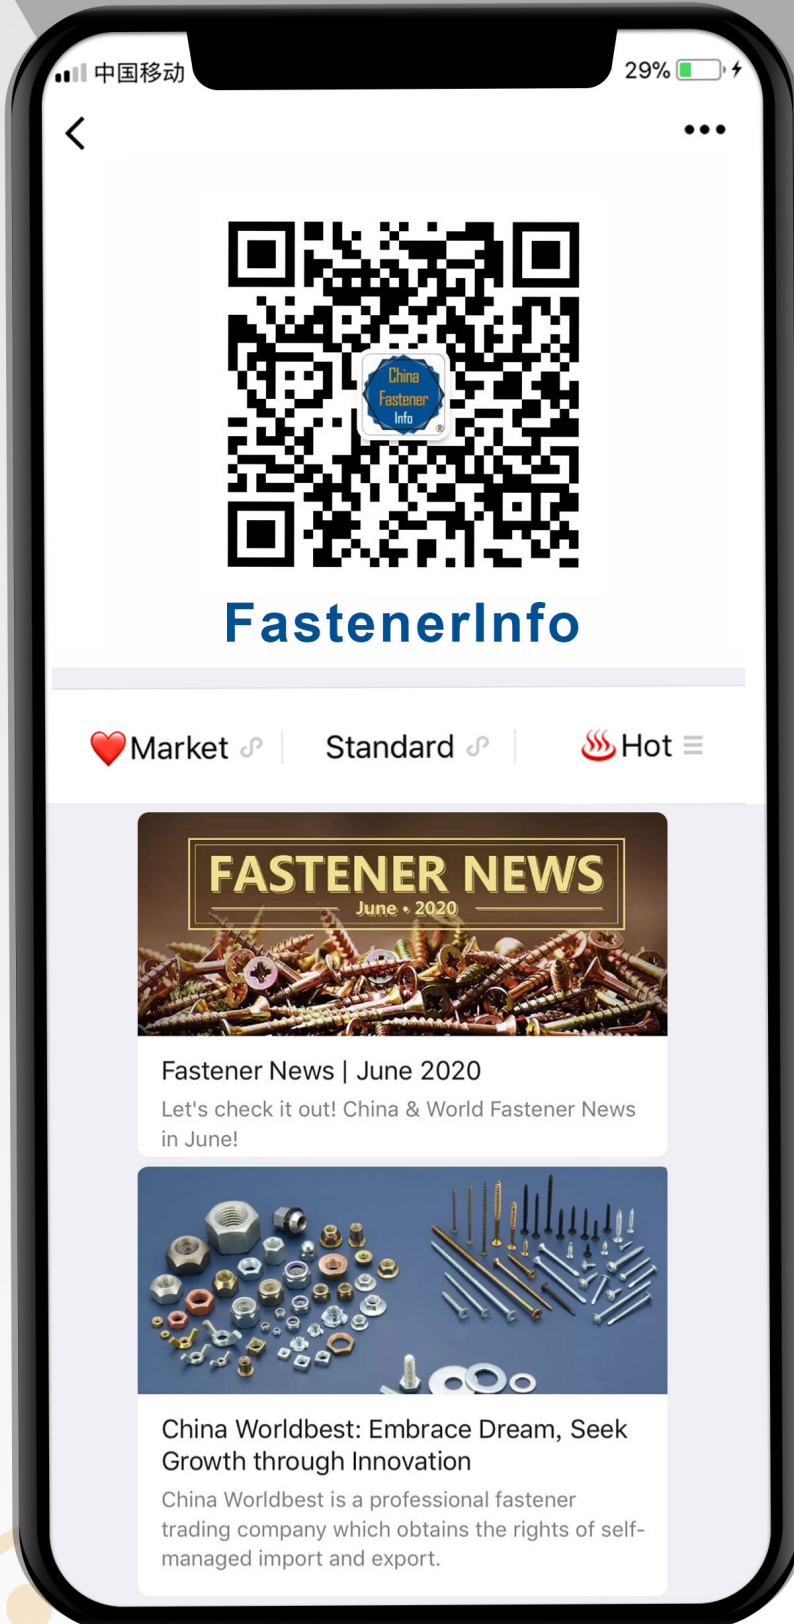 中国移动
29%
China
Fastener
Info
®
FastenerInfo
❤️Market
Standard
♨️Hot
FASTENER NEWS
June • 2020
Fastener News | June 2020
Let's check it out! China & World Fastener News
in June!
China Worldbest: Embrace Dream, Seek
Growth through Innovation
China Worldbest is a professional fastener
trading company which obtains the rights of self-
managed import and export.